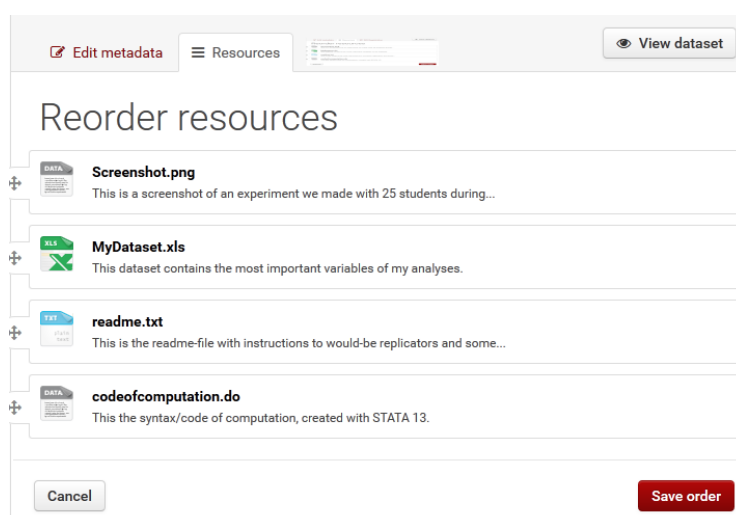 Edit metadata
Resources
View dataset
Reorder resources
DATA
Screenshot.png
This is a screenshot of an experiment we made with 25 students during...
XLS
MyDataset.xls
This dataset contains the most important variables of my analyses.
TXT
readme.txt
This is the readme-file with instructions to would-be replicators and some...
DATA
codeofcomputation.do
This the syntax/code of computation, created with STATA 13.
Cancel
Save order